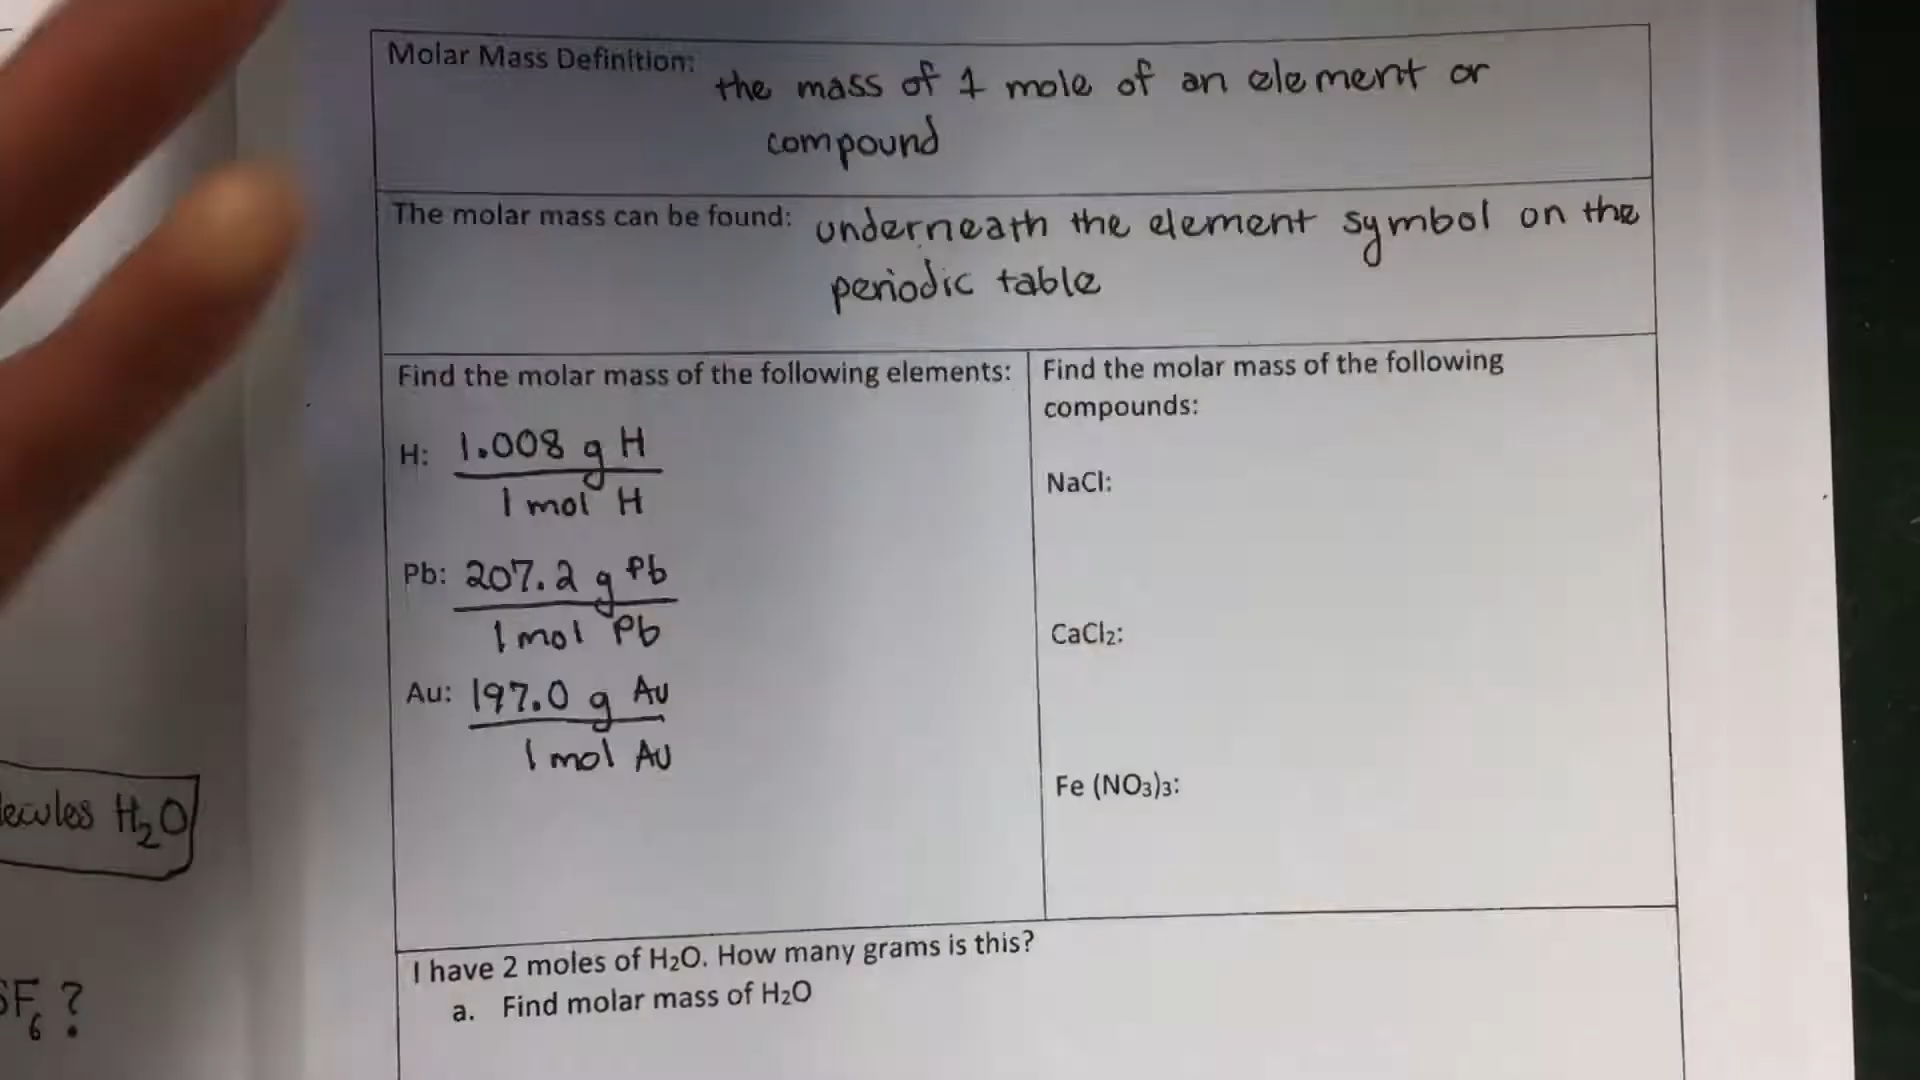 Molar Mass Definition: the mass of 1 mole of an element or
compound
The molar mass can be found: underneath the element symbol on the
periodic table
Find the molar mass of the following elements:
H: 1.008 g H
1 mol H
Pb: 207.2 g Pb
1 mol Pb
Au: 197.0 g Au
1 mol Au
Find the molar mass of the following
compounds:
NaCl:
CaCl₂:
Fe (NO₃)₃:
I have 2 moles of H₂O. How many grams is this?
a. Find molar mass of H₂O
H₂O
F₆ ?